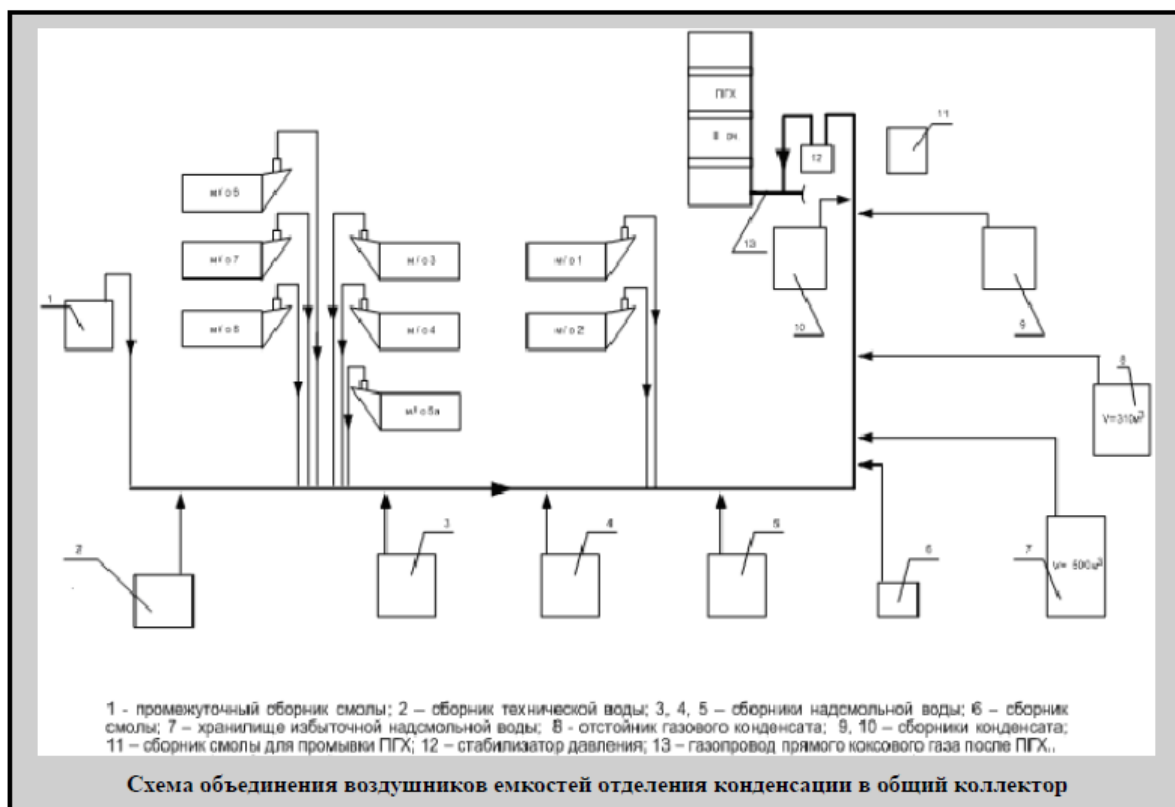 ПГХ
II оч.
12
11
м/о 5
м/о 7
м/о 3
м/о 1
13
1
м/о 6
м/о 4
м/о 2
10
9
8
V=310м3
м/о 5а
2
3
4
5
6
7
V= 500м3
1 - промежуточный сборник смолы; 2 – сборник технической воды; 3, 4, 5 – сборники надсмольной воды; 6 – сборник
смолы; 7 – хранилище избыточной надсмольной воды; 8 - отстойник газового конденсата; 9, 10 – сборники конденсата;
11 – сборник смолы для промывки ПГХ; 12 – стабилизатор давления; 13 – газопровод прямого коксового газа после ПГХ..
Схема объединения воздушников емкостей отделения конденсации в общий коллектор